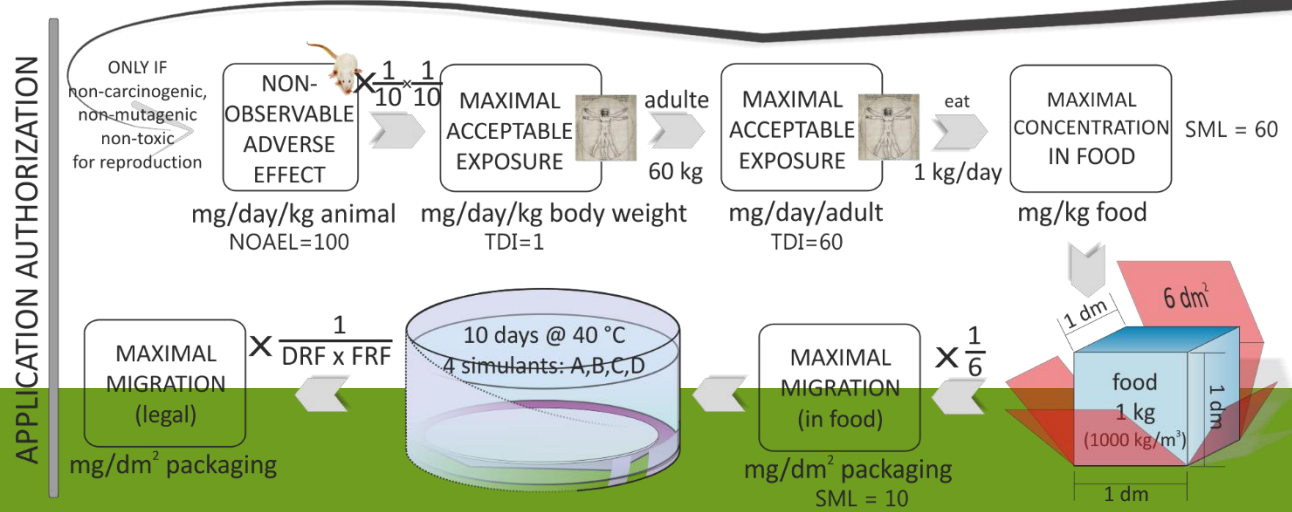 APPLICATION AUTHORIZATION
ONLY IF
non-carcinogenic,
non-mutagenic
non-toxic
for reproduction
NON-
OBSERVABLE
ADVERSE
EFFECT
mg/day/kg animal
NOAEL=100
×1/10×1/10
MAXIMAL
ACCEPTABLE
EXPOSURE
mg/day/kg body weight
TDI=1
adulte
60 kg
MAXIMAL
ACCEPTABLE
EXPOSURE
mg/day/adult
TDI=60
eat
1 kg/day
MAXIMAL
CONCENTRATION
IN FOOD
mg/kg food
SML = 60
6 dm²
1 dm
food
1 kg
(1000 kg/m³)
1 dm
1 dm
× 1/6
MAXIMAL
MIGRATION
(in food)
mg/dm² packaging
SML = 10
10 days @ 40 °C
4 simulants: A,B,C,D
× 1/DRF x FRF
MAXIMAL
MIGRATION
(legal)
mg/dm² packaging